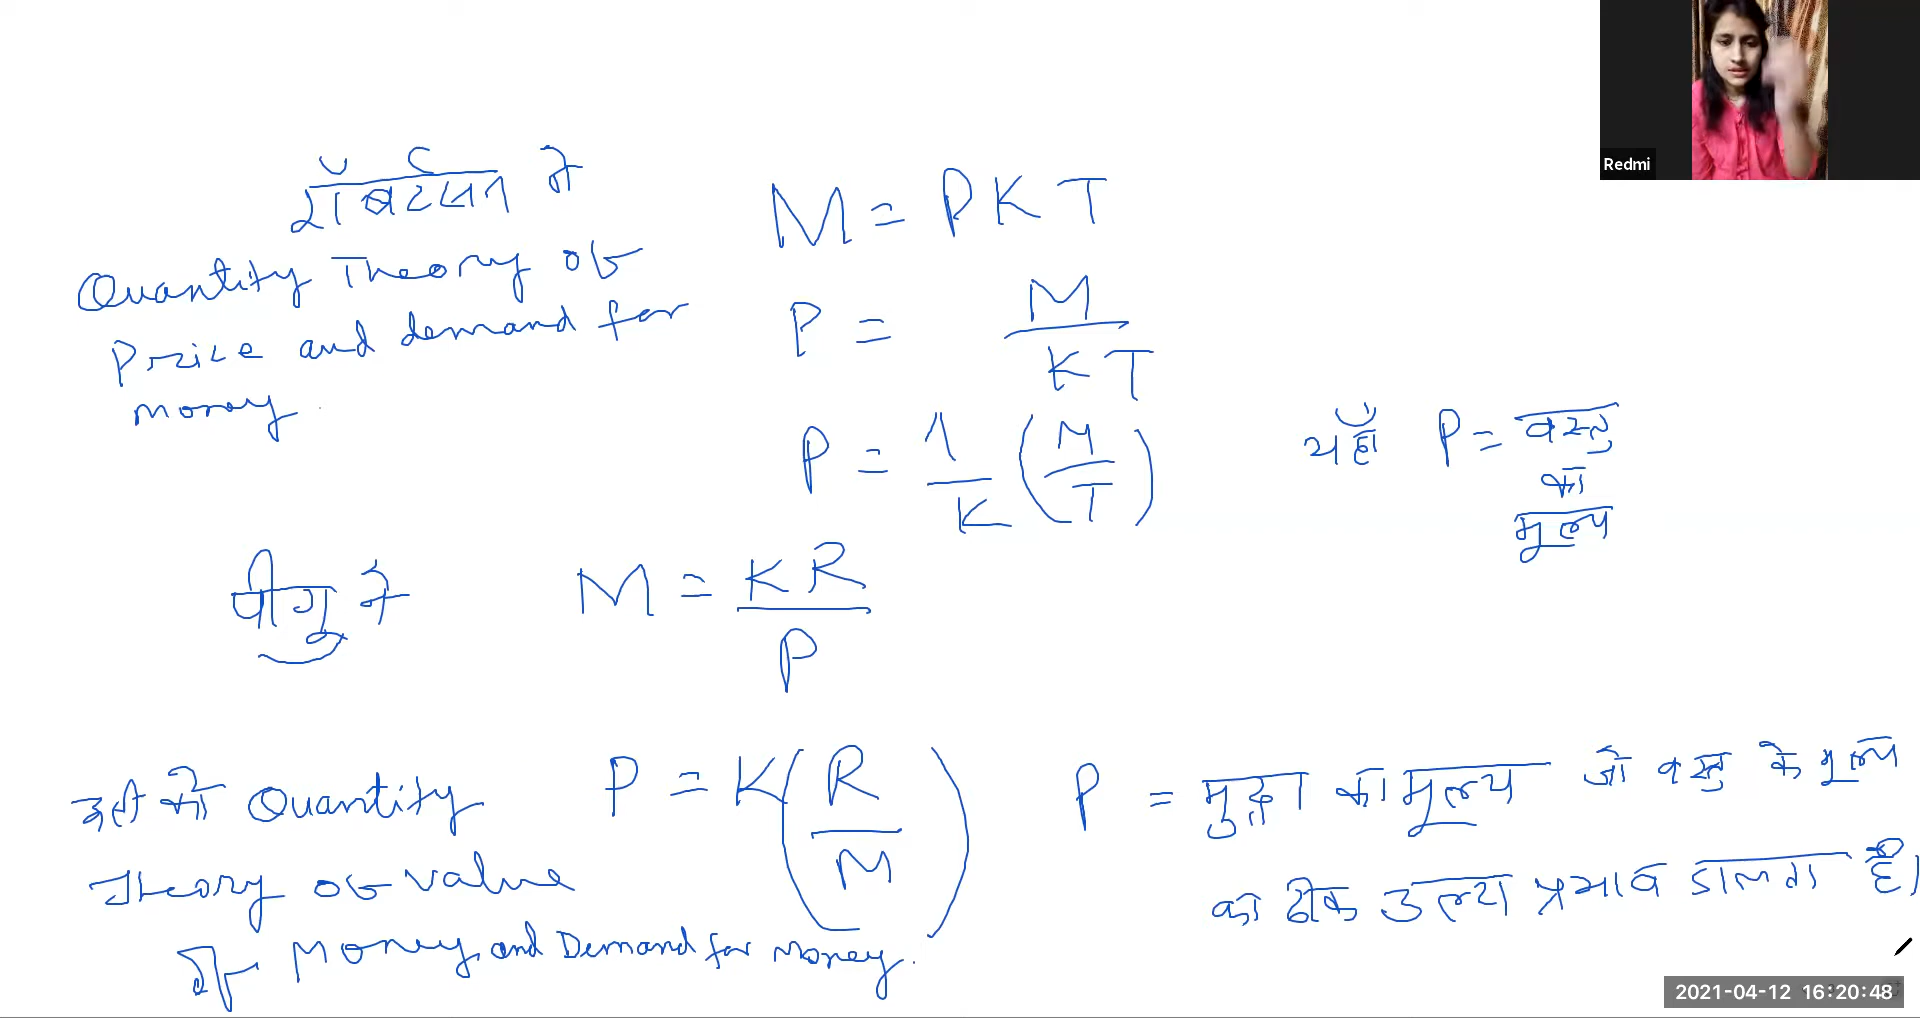 Redmi
रॉबर्टसन ने
Quantity Theory of
Price and demand for
money.
M = PKT
P = M / KT
P = 1/K (M/T)
यहाँ P = वस्तु
का
मूल्य
पीगू ने
M = KR / P
P = K (R/M)
Quantity
Theory of value
of Money and Demand for money.
P = मुद्रा का मूल्य जो वस्तु के मूल्य
को ठीक उल्टा प्रभाव डालता है।
2021-04-12 16:20:48